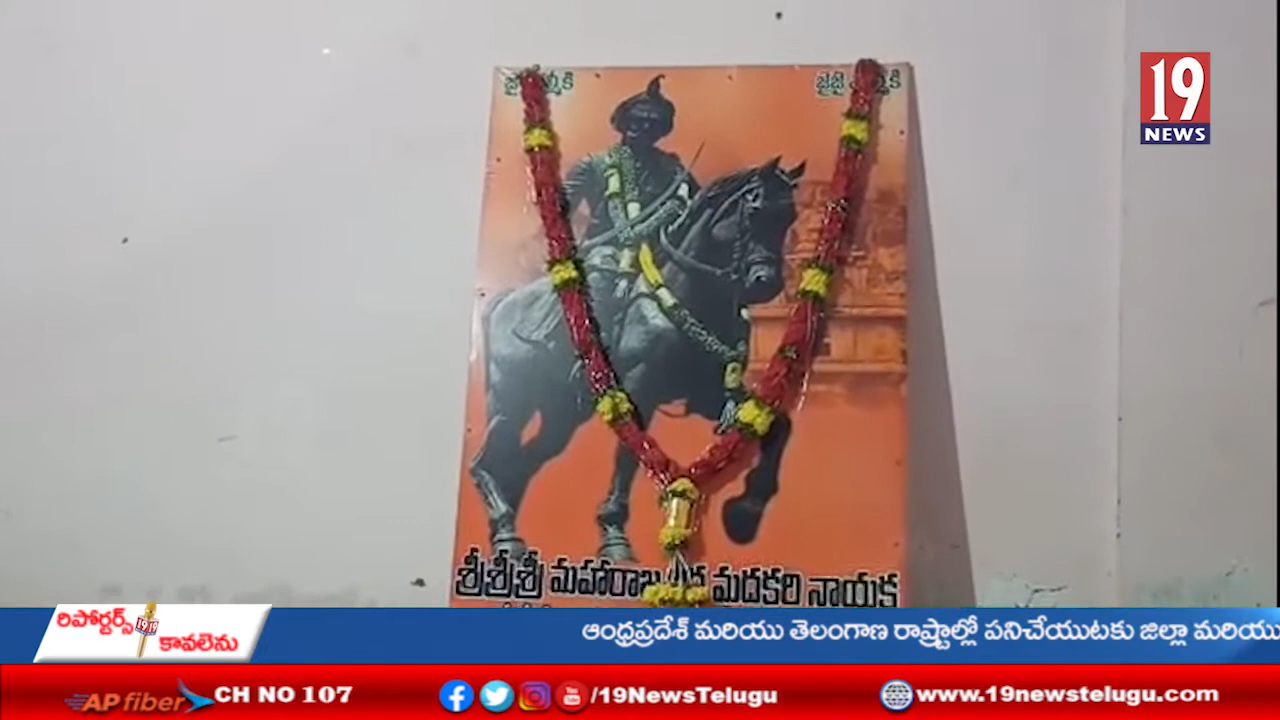 19
NEWS
శ్రీశ్రీశ్రీ మహారాజ మదకరి నాయక
రిపోర్టర్స్
కావలెను
ఆంధ్రప్రదేశ్ మరియు తెలంగాణ రాష్ట్రాల్లో పనిచేయుటకు జిల్లా మరియు
AP fiber CH NO 107 /19NewsTelugu www.19newstelugu.com